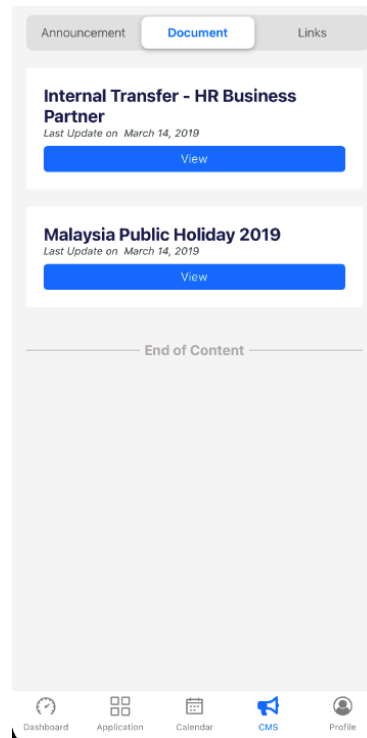 Announcement Document Links
Internal Transfer - HR Business
Partner
Last Update on March 14, 2019
View
Malaysia Public Holiday 2019
Last Update on March 14, 2019
View
End of Content
Dashboard Application Calendar CMS Profile